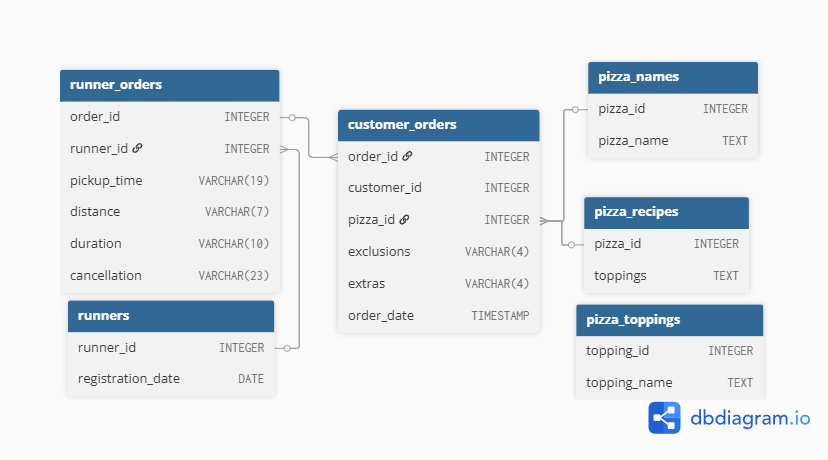 runner_orders
order_id INTEGER
runner_id INTEGER
pickup_time VARCHAR(19)
distance VARCHAR(7)
duration VARCHAR(10)
cancellation VARCHAR(23)
runners
runner_id INTEGER
registration_date DATE
customer_orders
order_id INTEGER
customer_id INTEGER
pizza_id INTEGER
exclusions VARCHAR(4)
extras VARCHAR(4)
order_date TIMESTAMP
pizza_names
pizza_id INTEGER
pizza_name TEXT
pizza_recipes
pizza_id INTEGER
toppings TEXT
pizza_toppings
topping_id INTEGER
topping_name TEXT
dbdiagram.io